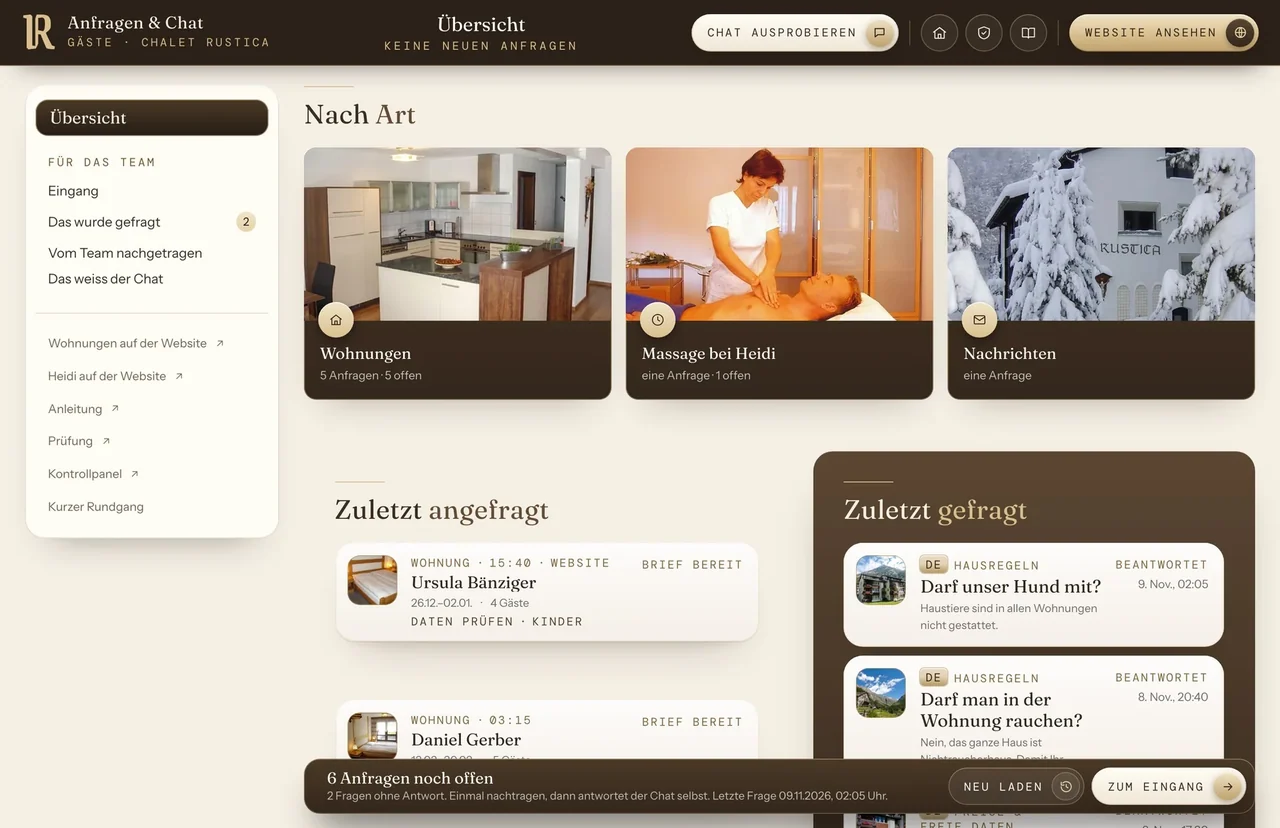 Anfragen & Chat
GÄSTE · CHALET RUSTICA
Übersicht
KEINE NEUEN ANFRAGEN
CHAT AUSPROBIEREN
WEBSITE ANSEHEN
Übersicht
FÜR DAS TEAM
Eingang
Das wurde gefragt 2
Vom Team nachgetragen
Das weiss der Chat
Wohnungen auf der Website ↗
Heidi auf der Website ↗
Anleitung ↗
Prüfung ↗
Kontrollpanel ↗
Kurzer Rundgang
Nach Art
RUSTICA
Wohnungen
5 Anfragen · 5 offen
Massage bei Heidi
eine Anfrage · 1 offen
Nachrichten
eine Anfrage
Zuletzt angefragt
WOHNUNG · 15:40 · WEBSITE
BRIEF BEREIT
Ursula Bänziger
26.12.–02.01. · 4 Gäste
DATEN PRÜFEN · KINDER
WOHNUNG · 03:15
BRIEF BEREIT
Daniel Gerber
Zuletzt gefragt
DE HAUSREGELN
BEANTWORTET
Darf unser Hund mit?
9. Nov., 02:05
Haustiere sind in allen Wohnungen
nicht gestattet.
DE HAUSREGELN
BEANTWORTET
Darf man in der
8. Nov., 20:40
Wohnung rauchen?
Nein, das ganze Haus ist
6 Anfragen noch offen
2 Fragen ohne Antwort. Einmal nachtragen, dann antwortet der Chat selbst. Letzte Frage 09.11.2026, 02:05 Uhr.
NEU LADEN
ZUM EINGANG